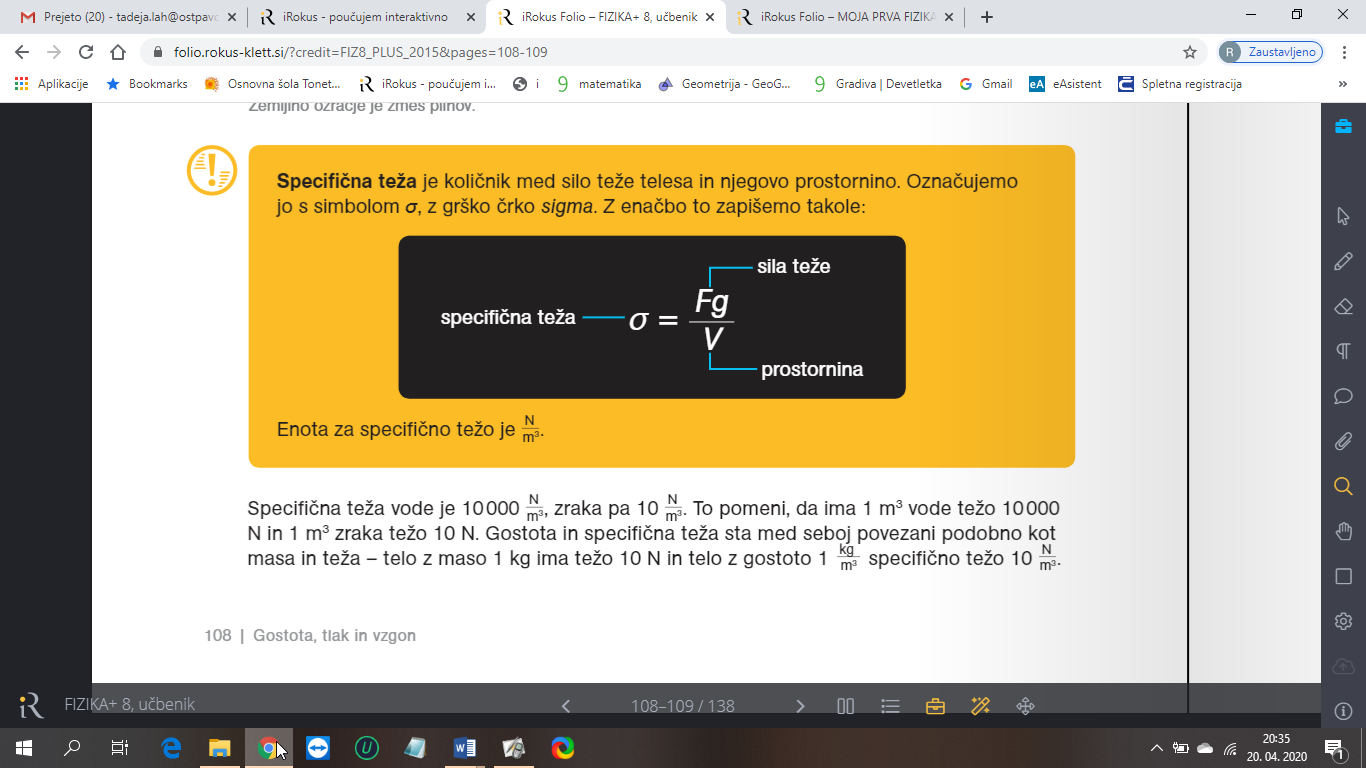 Prejeto (20) - tadeja.lah@ostpavc
iRokus - poučujem interaktivno
iRokus Folio – FIZIKA+ 8, učbenik
iRokus Folio – MOJA PRVA FIZIKA
folio.rokus-klett.si/?credit=FIZ8_PLUS_2015&pages=108-109
R Zaustavljeno
Aplikacije Bookmarks Osnovna šola Tonet... iRokus - poučujem i... i matematika Geometrija - GeoG... Gradiva | Devetletka Gmail eAsistent Spletna registracija »
Zemljino ozračje je zmes plinov.
Specifična teža je količnik med silo teže telesa in njegovo prostornino. Označujemo
jo s simbolom σ, z grško črko sigma. Z enačbo to zapišemo takole:
sila teže
specifična teža σ = Fg/V
prostornina
Enota za specifično težo je N/m³.
Specifična teža vode je 10 000 N/m³, zraka pa 10 N/m³. To pomeni, da ima 1 m³ vode težo 10 000
N in 1 m³ zraka težo 10 N. Gostota in specifična teža sta med seboj povezani podobno kot
masa in teža – telo z maso 1 kg ima težo 10 N in telo z gostoto 1 kg/m³ specifično težo 10 N/m³.
108 | Gostota, tlak in vzgon
iR FIZIKA+ 8, učbenik
108–109 / 138
20:35
20. 04. 2020
1